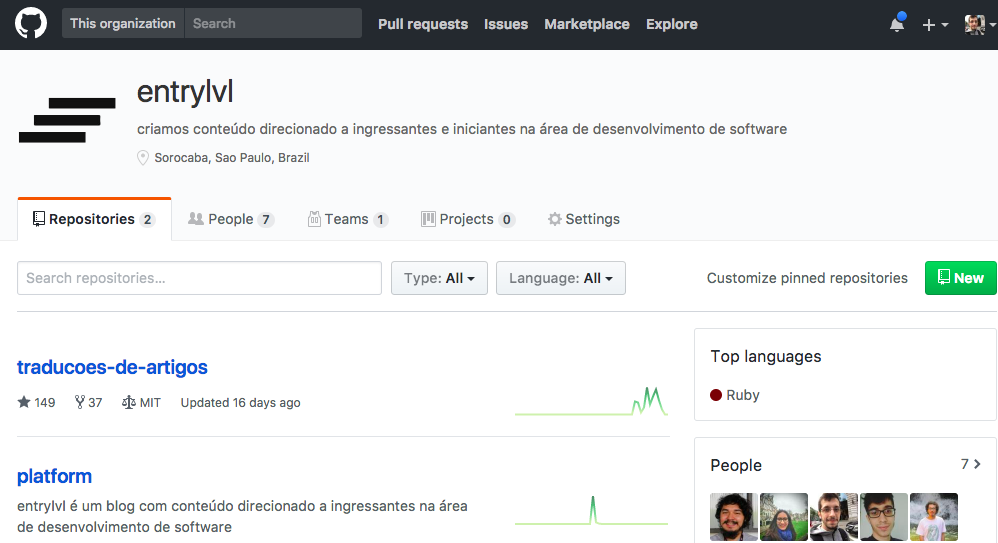 This organization Search Pull requests Issues Marketplace Explore
entrylvl
criamos conteúdo direcionado a ingressantes e iniciantes na área de desenvolvimento de software
Sorocaba, Sao Paulo, Brazil
Repositories 2 People 7 Teams 1 Projects 0 Settings
Search repositories... Type: All Language: All Customize pinned repositories New
traducoes-de-artigos
149 37 MIT Updated 16 days ago
platform
entrylvl é um blog com conteúdo direcionado a ingressantes na área
de desenvolvimento de software
Top languages
Ruby
People 7